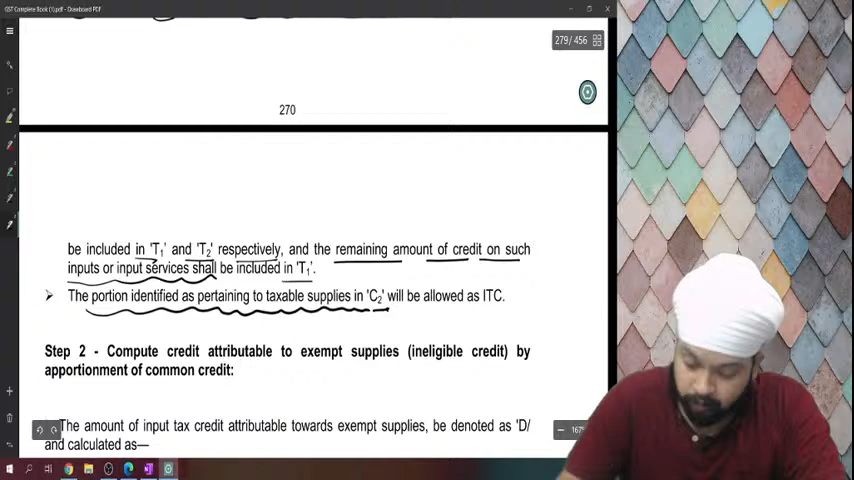 GST Complete Book (1).pdf - Drawboard PDF
279 / 456
270
be included in 'T1' and 'T2' respectively, and the remaining amount of credit on such
inputs or input services shall be included in 'T1'.
➤ The portion identified as pertaining to taxable supplies in 'C2' will be allowed as ITC.
Step 2 - Compute credit attributable to exempt supplies (ineligible credit) by
apportionment of common credit:
The amount of input tax credit attributable towards exempt supplies, be denoted as 'D/
and calculated as—